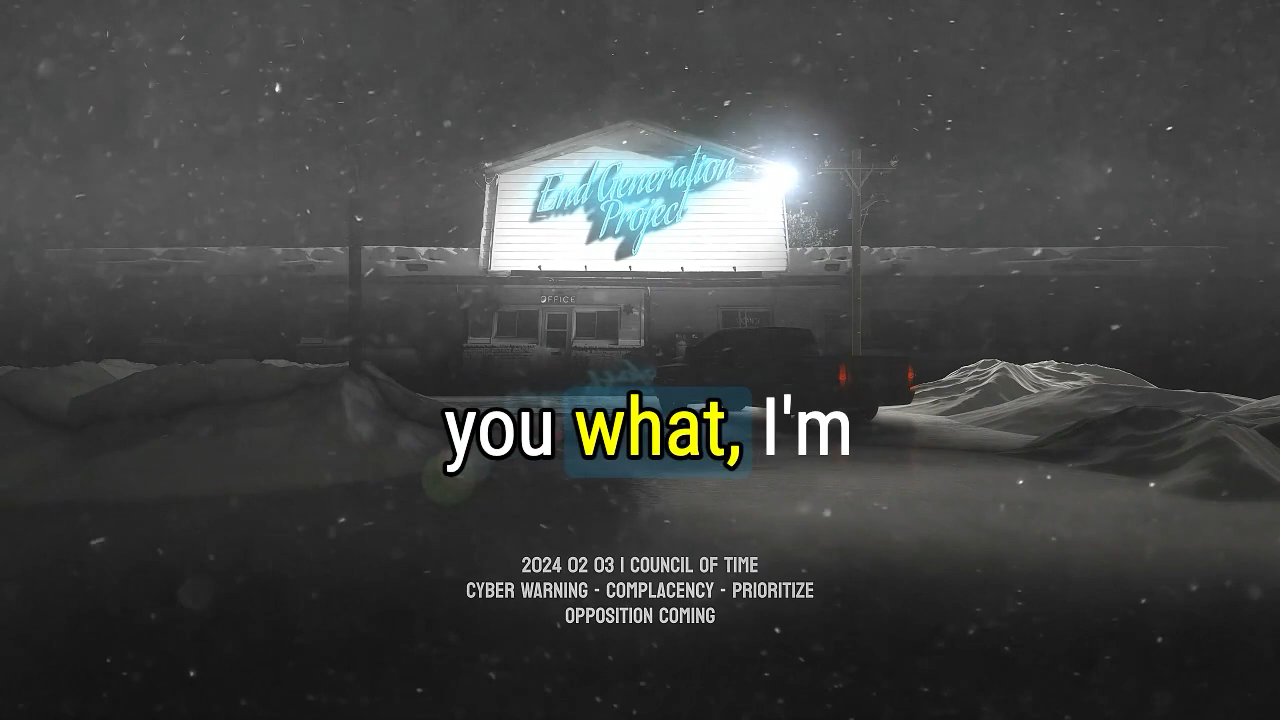 End Generation
Project
OFFICE
you what, I'm
2024 02 03 | COUNCIL OF TIME
CYBER WARNING - COMPLACENCY - PRIORITIZE
OPPOSITION COMING